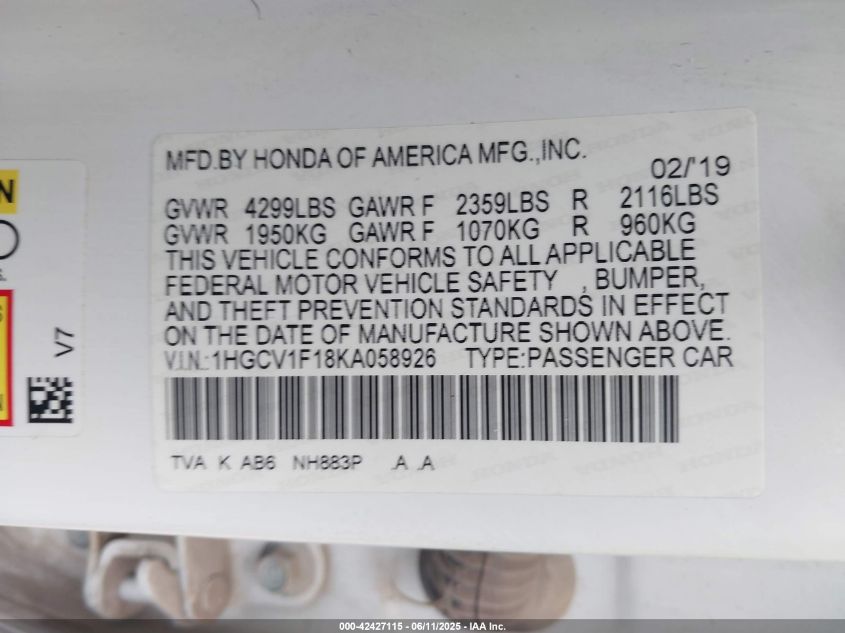 MFD.BY HONDA OF AMERICA MFG.,INC.
02/'19
GVWR 4299LBS GAWR F 2359LBS R 2116LBS
GVWR 1950KG GAWR F 1070KG R 960KG
THIS VEHICLE CONFORMS TO ALL APPLICABLE
FEDERAL MOTOR VEHICLE SAFETY , BUMPER,
AND THEFT PREVENTION STANDARDS IN EFFECT
ON THE DATE OF MANUFACTURE SHOWN ABOVE.
V.I.N.:1HGCV1F18KA058926 TYPE:PASSENGER CAR
TVA K AB6 NH883P .A .A
V7
000-42427115 - 06/11/2025 - IAA Inc.